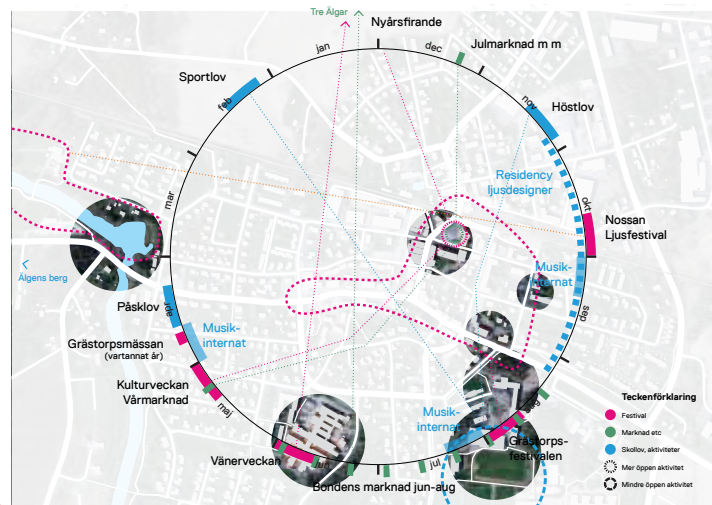 Tre Älgar
Nyårsfirande
jan
dec
Julmarknad m m
Sportlov
feb
nov
Höstlov
Residency
ljusdesigner
mar
okt
Nossan
Ljusfestival
Älgens berg
Musik-
internat
sep
Påsklov
apr
Musik-
internat
Grästorpsmässan
(vartannat år)
Kulturveckan
Vårmarknad
maj
Teckenförklaring
Festival
Marknad etc
Skollov, aktiviteter
Mer öppen aktivitet
Mindre öppen aktivitet
aug
Musik-
internat
Grästorps-
festivalen
Vänerveckan
jun
jul
Bondens marknad jun-aug